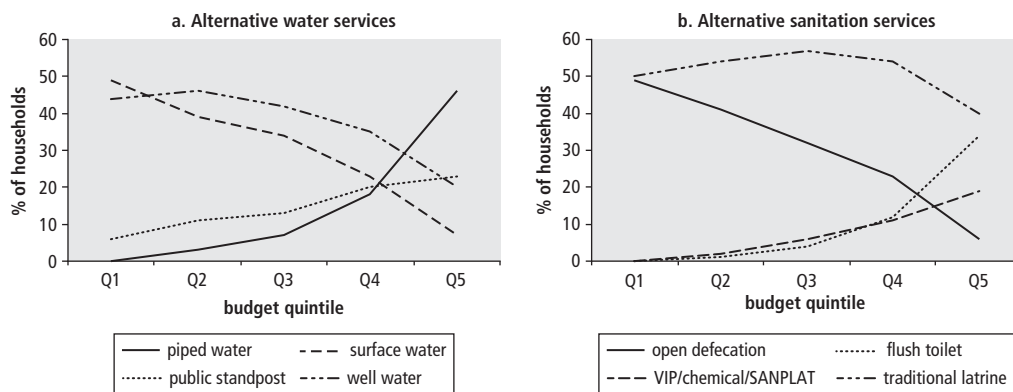 a. Alternative water services
60
50
40
30
20
10
0
% of households
Q1 Q2 Q3 Q4 Q5
budget quintile
piped water surface water
public standpost well water
b. Alternative sanitation services
60
50
40
30
20
10
0
% of households
Q1 Q2 Q3 Q4 Q5
budget quintile
open defecation flush toilet
VIP/chemical/SANPLAT traditional latrine